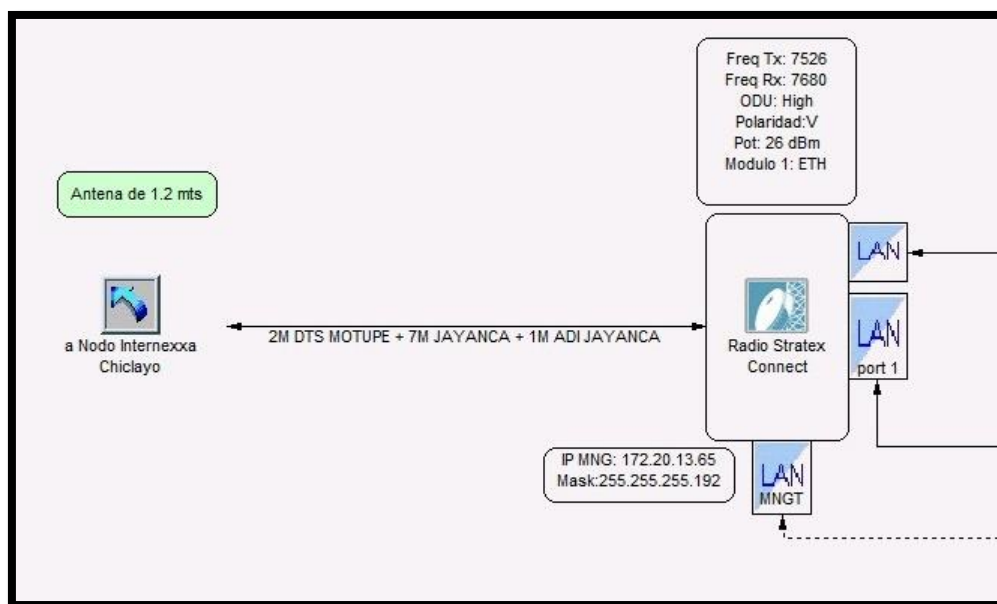 Freq Tx: 7526
Freq Rx: 7680
ODU: High
Polaridad:V
Pot: 26 dBm
Modulo 1: ETH
Antena de 1.2 mts
LAN
a Nodo Internexxa
Chiclayo
2M DTS MOTUPE + 7M JAYANCA + 1M ADI JAYANCA
Radio Stratex
Connect
LAN
port 1
IP MNG: 172.20.13.65
Mask:255.255.255.192
LAN
MNGT